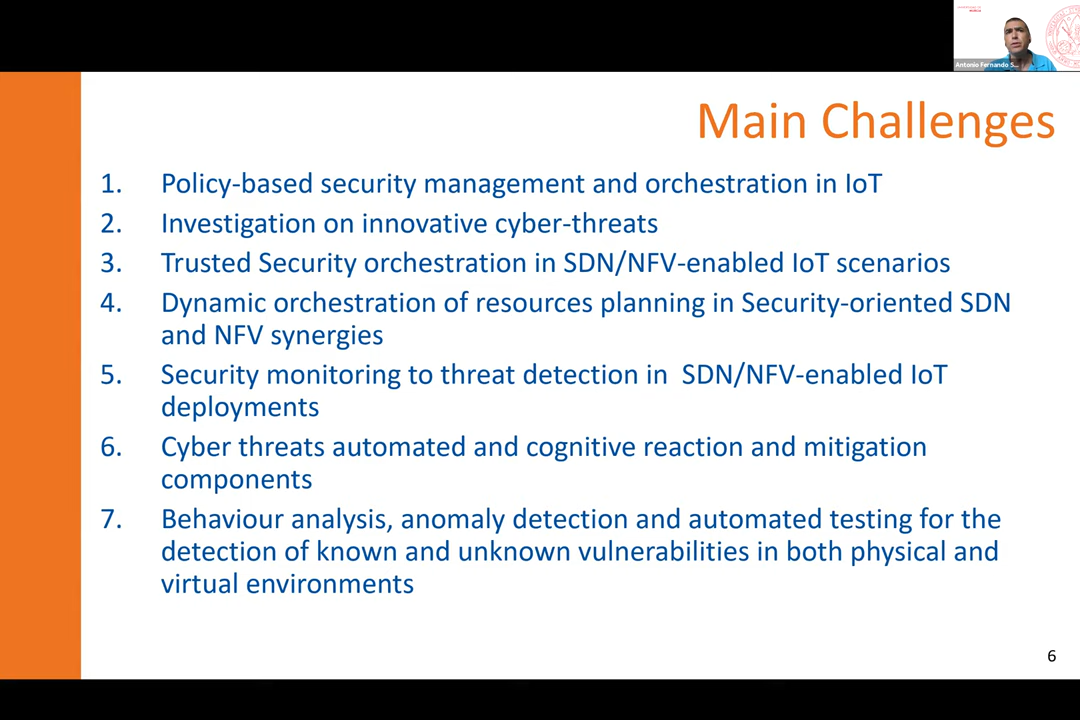 Antonio Fernando S...
Main Challenges
1. Policy-based security management and orchestration in IoT
2. Investigation on innovative cyber-threats
3. Trusted Security orchestration in SDN/NFV-enabled IoT scenarios
4. Dynamic orchestration of resources planning in Security-oriented SDN
and NFV synergies
5. Security monitoring to threat detection in  SDN/NFV-enabled IoT
deployments
6. Cyber threats automated and cognitive reaction and mitigation
components
7. Behaviour analysis, anomaly detection and automated testing for the
detection of known and unknown vulnerabilities in both physical and
virtual environments
6